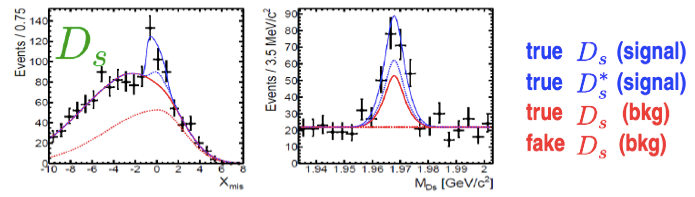 D_s
Events / 0.75
140
120
100
80
60
40
20
0
-10 -8 -6 -4 -2 0 2 4 6 8
X_mis
Events / 3.5 MeV/c²
90
80
70
60
50
40
30
20
10
0
1.94 1.95 1.96 1.97 1.98 1.99 2
M_Ds [GeV/c²]
true D_s (signal)
true D_s^* (signal)
true D_s (bkg)
fake D_s (bkg)